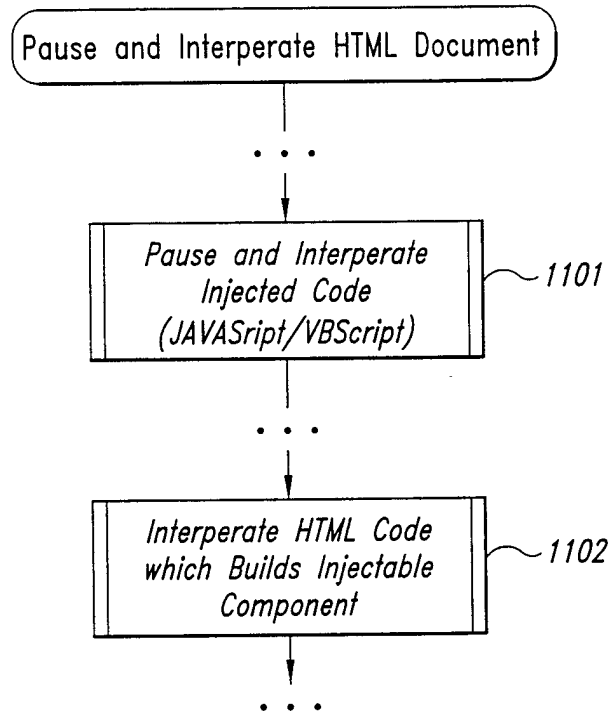 Pause and Interperate HTML Document
• • •
Pause and Interperate
Injected Code
(JAVASript/VBScript)
1101
• • •
Interperate HTML Code
which Builds Injectable
Component
1102
• • •